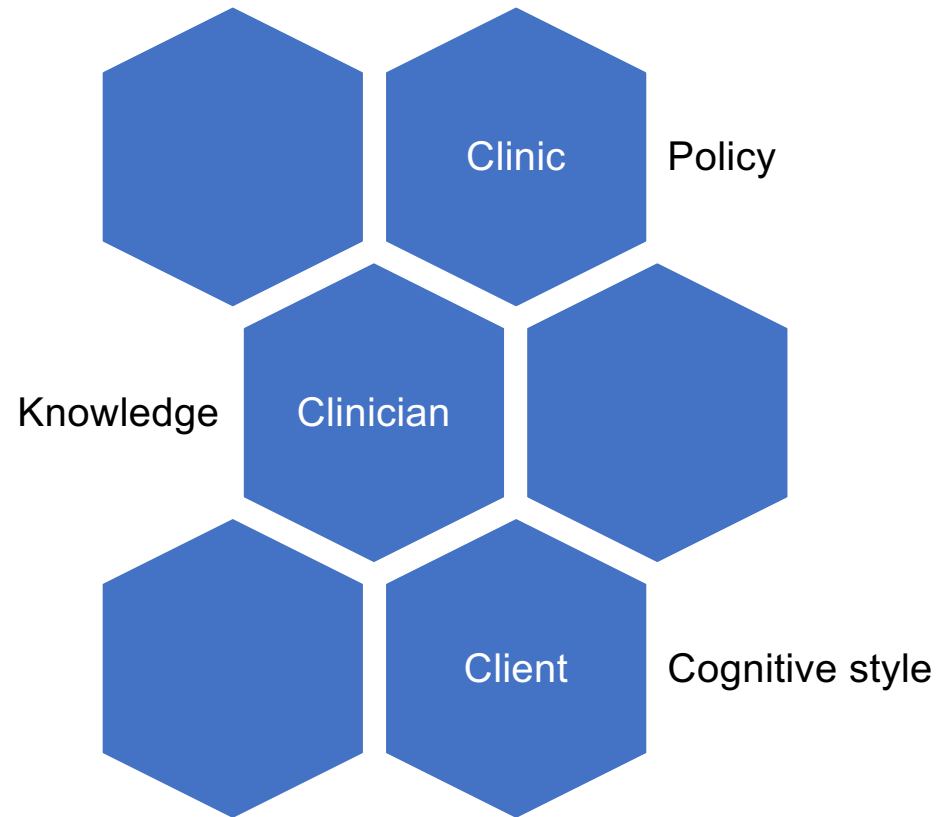 Clinic
Policy
Knowledge
Clinician
Client
Cognitive style